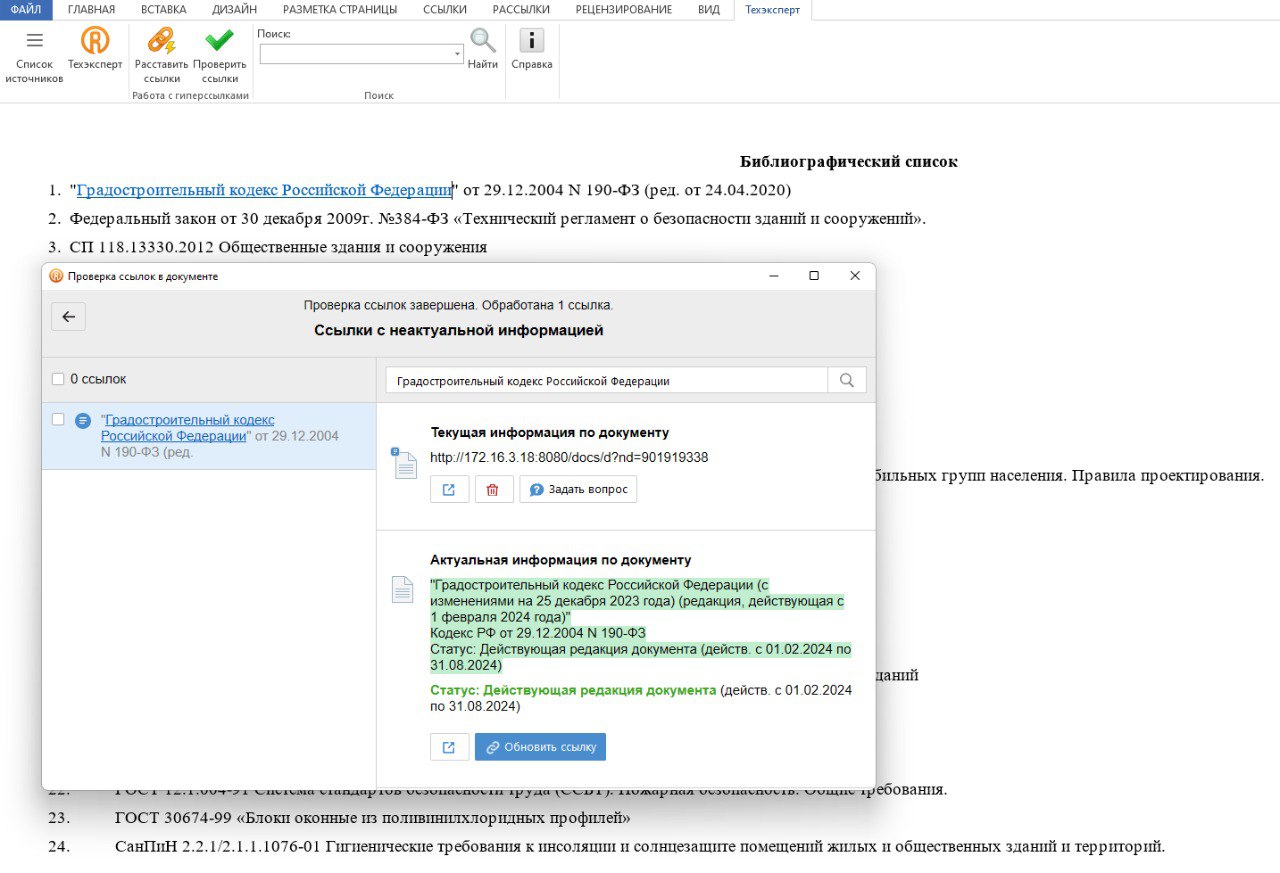 ФАЙЛ ГЛАВНАЯ ВСТАВКА ДИЗАЙН РАЗМЕТКА СТРАНИЦЫ ССЫЛКИ РАССЫЛКИ РЕЦЕНЗИРОВАНИЕ ВИД Техэксперт
Список источников
Техэксперт
Расставить ссылки
Проверить ссылки
Работа с гиперссылками
Поиск:
Найти
Поиск
Справка
Библиографический список
1. "Градостроительный кодекс Российской Федерации" от 29.12.2004 N 190-ФЗ (ред. от 24.04.2020)
2. Федеральный закон от 30 декабря 2009г. №384-ФЗ «Технический регламент о безопасности зданий и сооружений».
3. СП 118.13330.2012 Общественные здания и сооружения
Проверка ссылок в документе
Проверка ссылок завершена. Обработана 1 ссылка.
Ссылки с неактуальной информацией
0 ссылок
Градостроительный кодекс Российской Федерации
"Градостроительный кодекс
Российской Федерации" от 29.12.2004
N 190-ФЗ (ред.
Текущая информация по документу
http://172.16.3.18:8080/docs/d?nd=901919338
Задать вопрос
Актуальная информация по документу
"Градостроительный кодекс Российской Федерации (с
изменениями на 25 декабря 2023 года) (редакция, действующая с
1 февраля 2024 года)"
Кодекс РФ от 29.12.2004 N 190-ФЗ
Статус: Действующая редакция документа (действ. с 01.02.2024 по
31.08.2024)
Статус: Действующая редакция документа (действ. с 01.02.2024
по 31.08.2024)
Обновить ссылку
бильных групп населения. Правила проектирования.
даний
22. ГОСТ 12.1.004-91 Система стандартов безопасности труда (ССБТ). Пожарная безопасность. Общие требования.
23. ГОСТ 30674-99 «Блоки оконные из поливинилхлоридных профилей»
24. СанПиН 2.2.1/2.1.1.1076-01 Гигиенические требования к инсоляции и солнцезащите помещений жилых и общественных зданий и территорий.